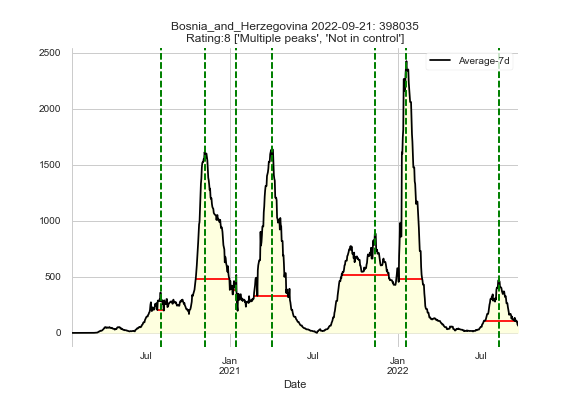 Bosnia_and_Herzegovina 2022-09-21: 398035
Rating:8 ['Multiple peaks', 'Not in control']
Average-7d
2500
2000
1500
1000
500
0
Jul
Jan
2021
Jul
Jan
2022
Jul
Date